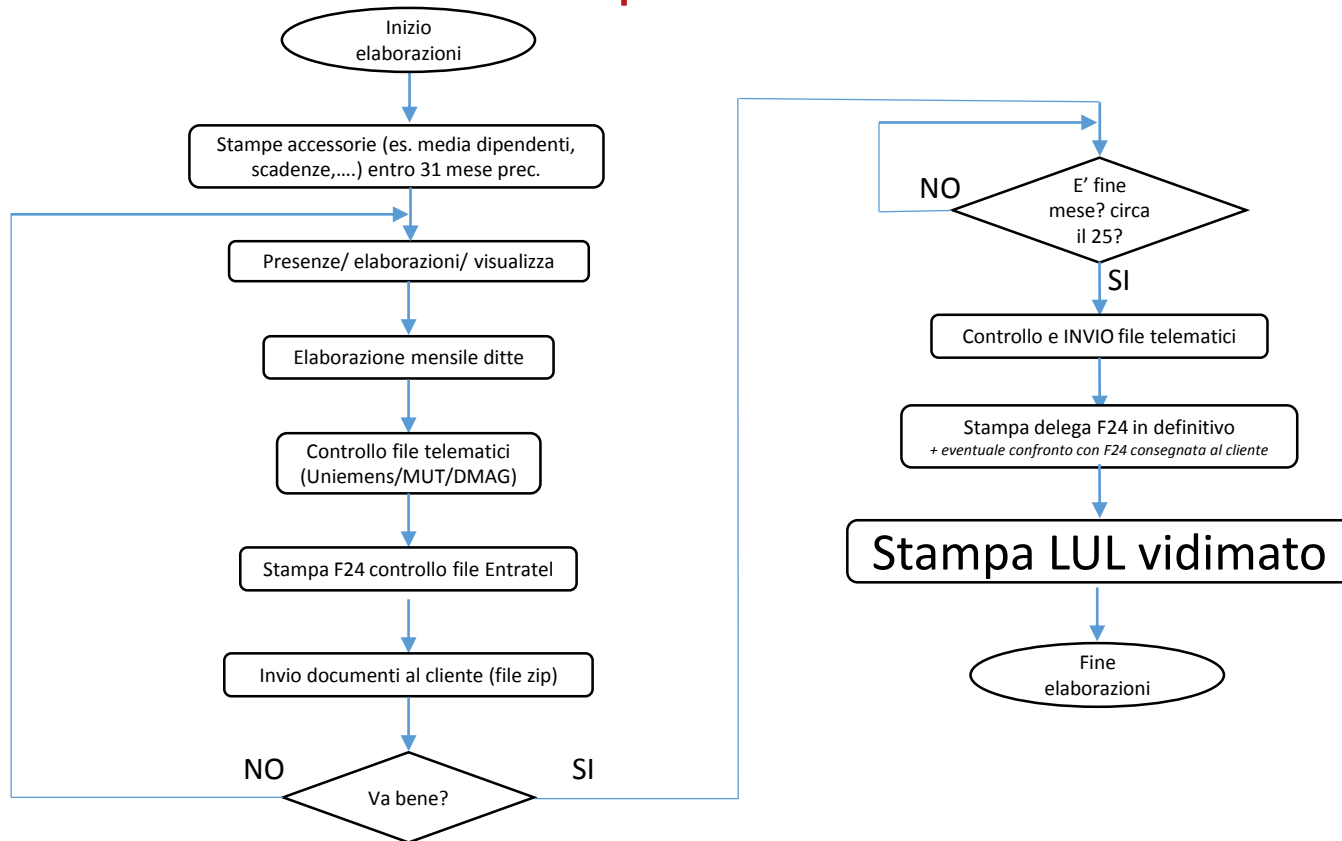 Inizio
elaborazioni
Stampe accessorie (es. media dipendenti,
scadenze,….) entro 31 mese prec.
Presenze/ elaborazioni/ visualizza
Elaborazione mensile ditte
Controllo file telematici
(Uniemens/MUT/DMAG)
Stampa F24 controllo file Entratel
Invio documenti al cliente (file zip)
NO
SI
Va bene?
NO
E’ fine
mese? circa
il 25?
SI
Controllo e INVIO file telematici
Stampa delega F24 in definitivo
+ eventuale confronto con F24 consegnata al cliente
Stampa LUL vidimato
Fine
elaborazioni